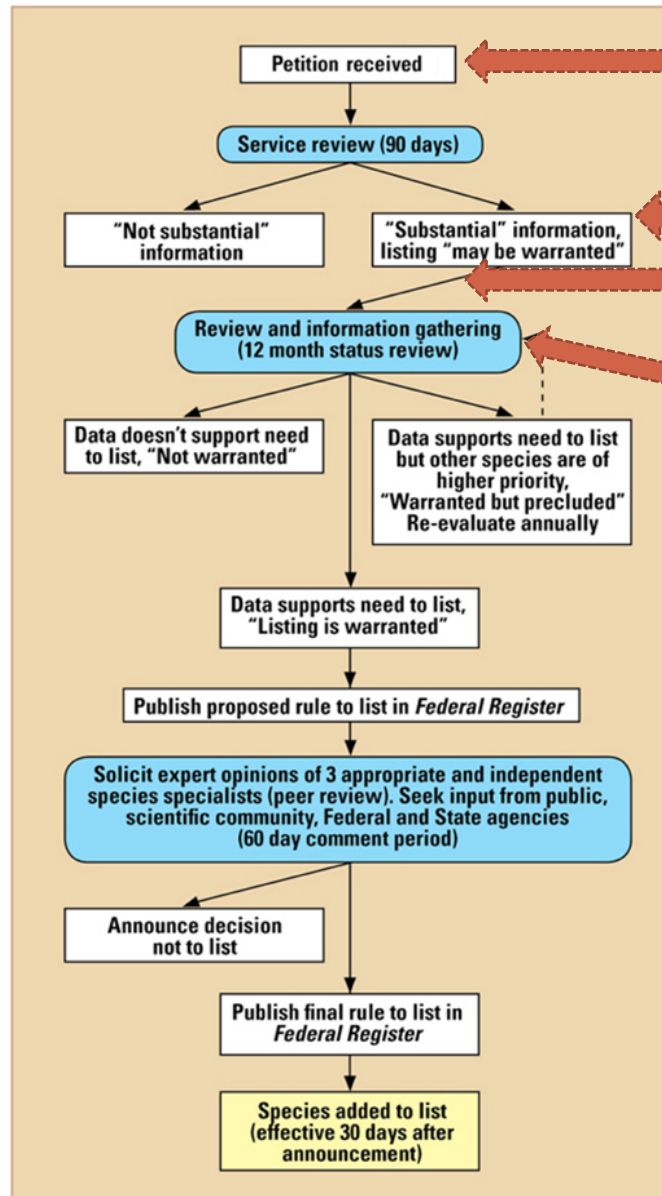 Petition received
Service review (90 days)
“Not substantial”
information
“Substantial” information,
listing “may be warranted”
Review and information gathering
(12 month status review)
Data doesn’t support need
to list, “Not warranted”
Data supports need to list
but other species are of
higher priority,
“Warranted but precluded”
Re-evaluate annually
Data supports need to list,
“Listing is warranted”
Publish proposed rule to list in Federal Register
Solicit expert opinions of 3 appropriate and independent
species specialists (peer review). Seek input from public,
scientific community, Federal and State agencies
(60 day comment period)
Announce decision
not to list
Publish final rule to list in
Federal Register
Species added to list
(effective 30 days after
announcement)